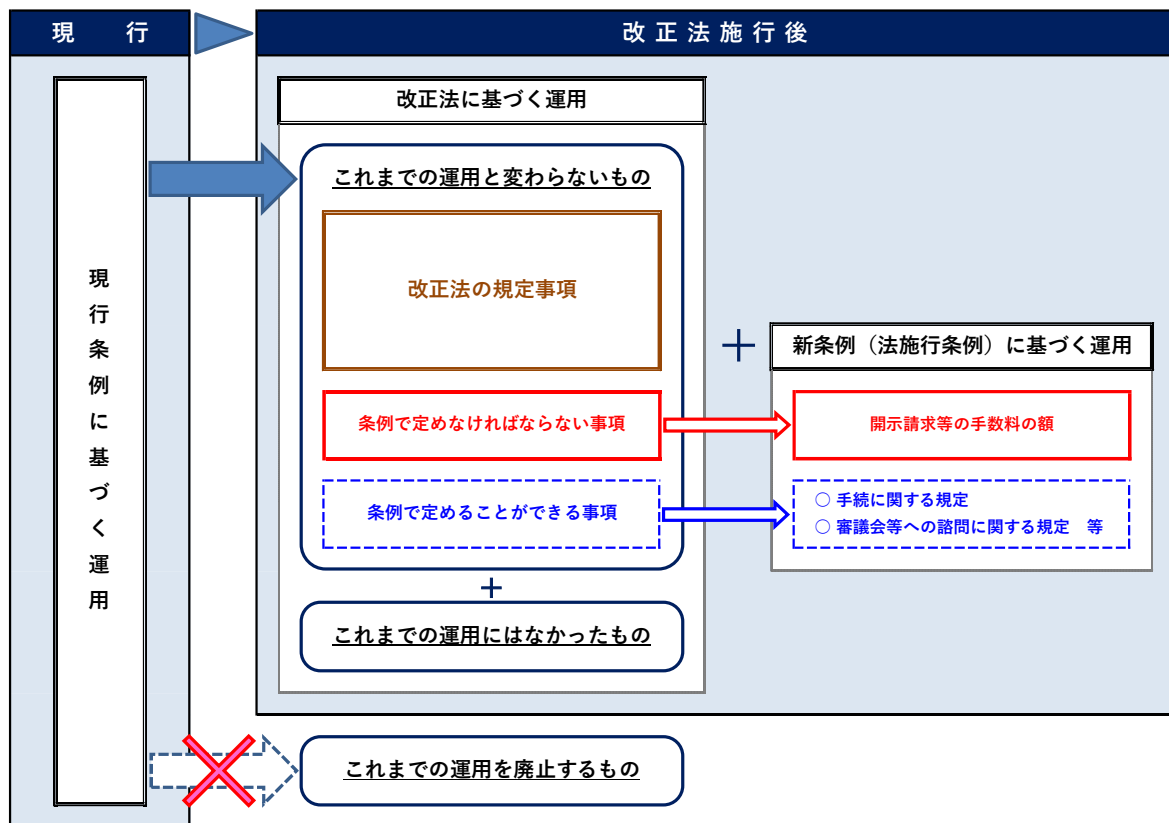 現　行
改正法施行後
現行条例に基づく運用
改正法に基づく運用
これまでの運用と変わらないもの
改正法の規定事項
条例で定めなければならない事項
条例で定めることができる事項
＋
これまでの運用にはなかったもの
＋
新条例（法施行条例）に基づく運用
開示請求等の手数料の額
○ 手続に関する規定
○ 審議会等への諮問に関する規定　等
これまでの運用を廃止するもの